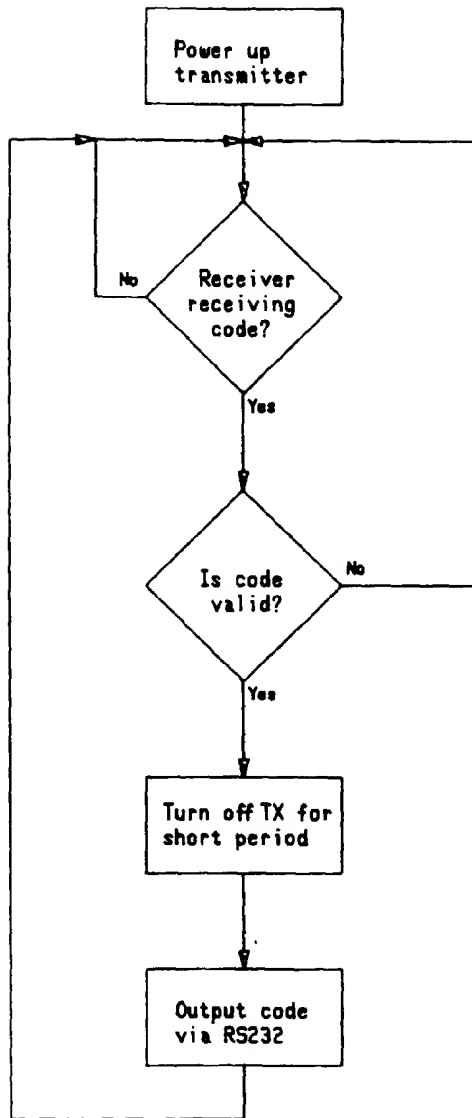 Power up
transmitter
No
Receiver
receiving
code?
Yes
Is code
valid?
No
Yes
Turn off TX for
short period
Output code
via RS232